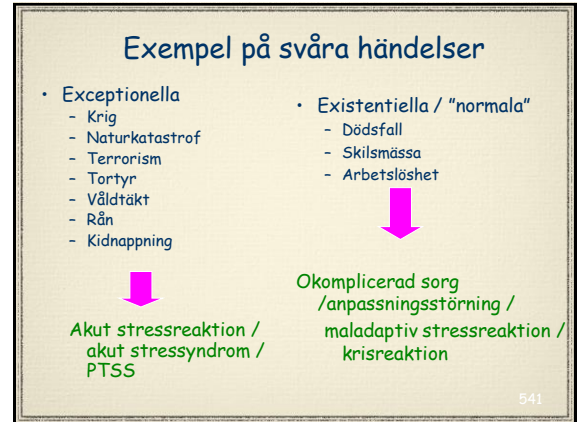 Exempel på svåra händelser
• Exceptionella
– Krig
– Naturkatastrof
– Terrorism
– Tortyr
– Våldtäkt
– Rån
– Kidnappning
Akut stressreaktion /
akut stressyndrom /
PTSS
• Existentiella / ”normala”
– Dödsfall
– Skilsmässa
– Arbetslöshet
Okomplicerad sorg
/anpassningsstörning /
maladaptiv stressreaktion /
krisreaktion
541